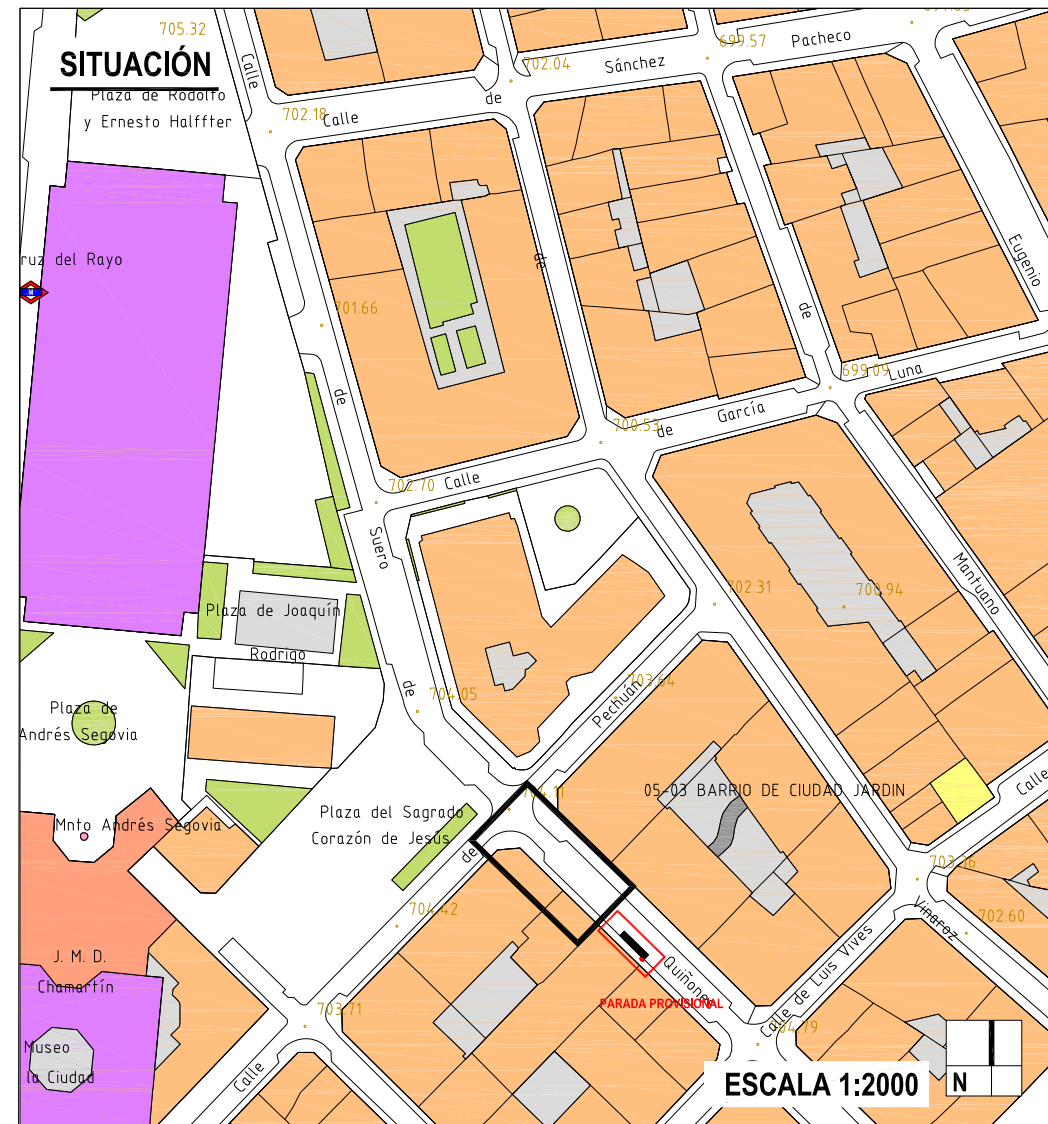 705.32
SITUACIÓN
Plaza de Rodolfo
y Ernesto Halffter
Calle
702.18
Calle
de
702.04
Sánchez
699.57
Pacheco
ruz del Rayo
701.66
de
de
de
Eugenio
699.09
Luna
García
de
700.53
Calle
702.70
Suero
Mantuano
702.31
700.94
Plaza de Joaquín
Rodrigo
de
704.05
703.64
Pechuán
Plaza de
Andrés Segovia
05-03 BARRIO DE CIUDAD JARDIN
Calle
Plaza del Sagrado
Corazón de Jesús
Mnto Andrés Segovia
de
704.42
703.36
Vinaroz
702.60
J. M. D.
Chamartín
Quiñones
PARADA PROVISIONAL
Calle de Luis Vives
703.71
Museo
la Ciudad
Calle
ESCALA 1:2000
N